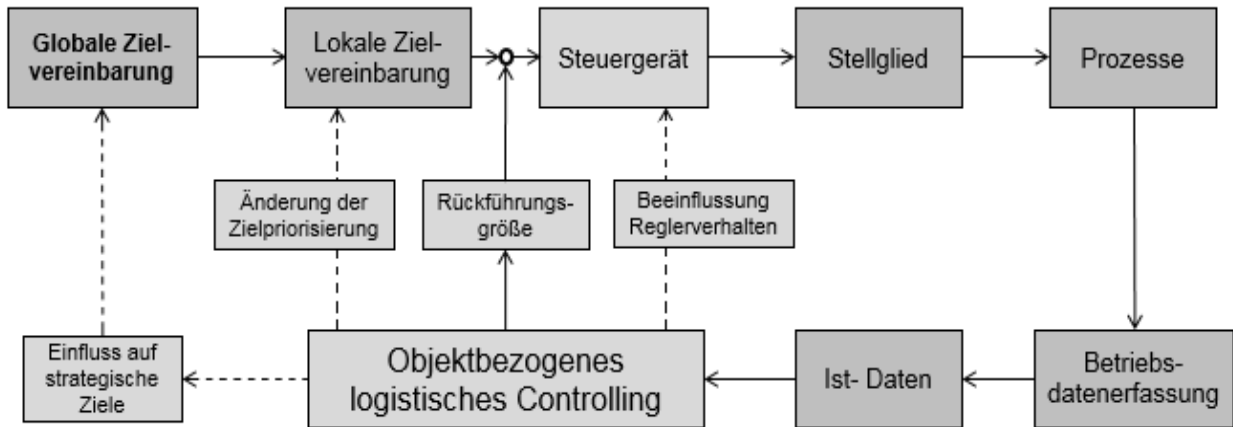 Globale Ziel-
vereinbarung
Lokale Ziel-
vereinbarung
Steuergerät
Stellglied
Prozesse
Änderung der
Zielpriorisierung
Rückführungs-
größe
Beeinflussung
Reglerverhalten
Einfluss auf
strategische
Ziele
Objektbezogenes
logistisches Controlling
Ist- Daten
Betriebs-
datenerfassung